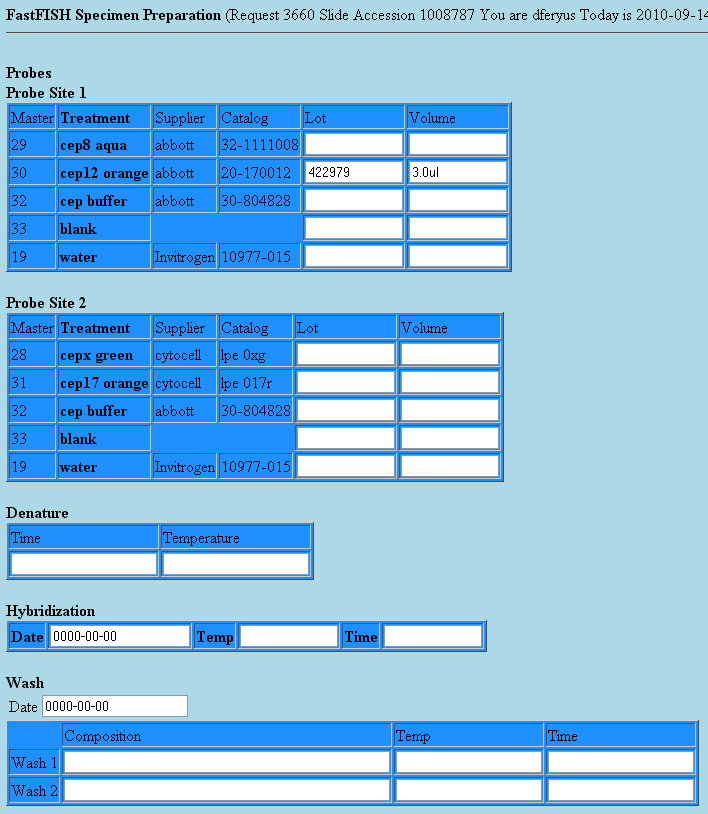 FastFISH Specimen Preparation (Request 3660 Slide Accession 1008787 You are dferyus Today is 2010-09-14
Probes
Probe Site 1
Master Treatment Supplier Catalog Lot Volume
29 cep8 aqua abbott 32-1111008
30 cep12 orange abbott 20-170012 422979 3.0ul
32 cep buffer abbott 30-804828
33 blank
19 water Invitrogen 10977-015
Probe Site 2
Master Treatment Supplier Catalog Lot Volume
28 cepx green cytocell lpe 0xg
31 cep17 orange cytocell lpe 017r
32 cep buffer abbott 30-804828
33 blank
19 water Invitrogen 10977-015
Denature
Time Temperature
Hybridization
Date 0000-00-00 Temp Time
Wash
Date 0000-00-00
Composition Temp Time
Wash 1
Wash 2